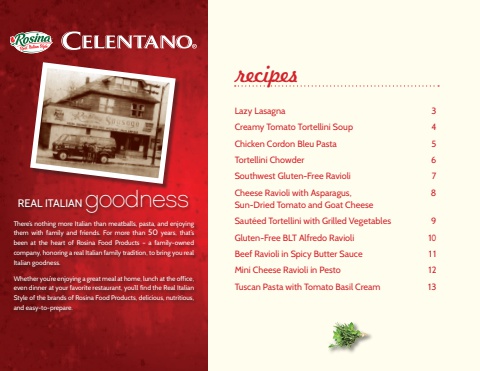 Rosina
Real Italian Style
CELENTANO®
Sausage
REAL ITALIAN goodness
There's nothing more Italian than meatballs, pasta, and enjoying
them with family and friends. For more than 50 years, that's
been at the heart of Rosina Food Products – a family-owned
company, honoring a real Italian family tradition, to bring you real
Italian goodness.
Whether you're enjoying a great meal at home, lunch at the office,
even dinner at your favorite restaurant, you'll find the Real Italian
Style of the brands of Rosina Food Products, delicious, nutritious,
and easy-to-prepare.
recipes
Lazy Lasagna 3
Creamy Tomato Tortellini Soup 4
Chicken Cordon Bleu Pasta 5
Tortellini Chowder 6
Southwest Gluten-Free Ravioli 7
Cheese Ravioli with Asparagus, 8
Sun-Dried Tomato and Goat Cheese
Sautéed Tortellini with Grilled Vegetables 9
Gluten-Free BLT Alfredo Ravioli 10
Beef Ravioli in Spicy Butter Sauce 11
Mini Cheese Ravioli in Pesto 12
Tuscan Pasta with Tomato Basil Cream 13